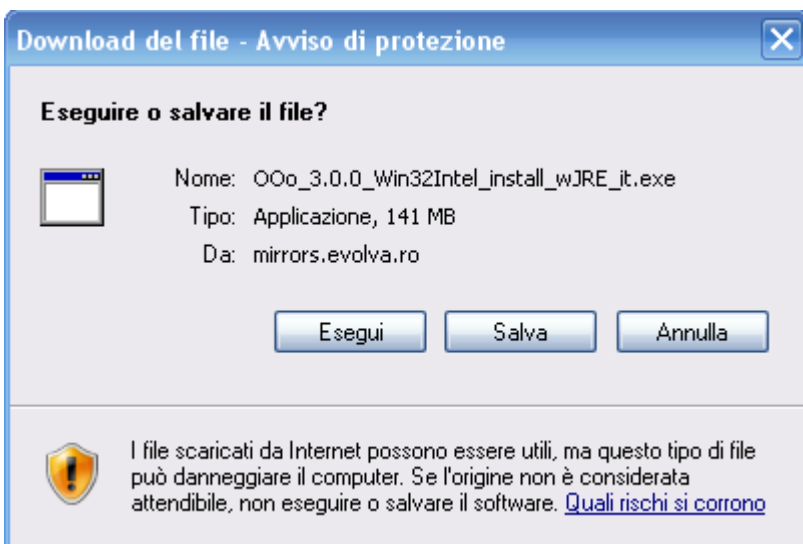 Download del file - Avviso di protezione
Eseguire o salvare il file?
Nome: OOo_3.0.0_Win32Intel_install_wJRE_it.exe
Tipo: Applicazione, 141 MB
Da: mirrors.evolva.ro
Esegui Salva Annulla
I file scaricati da Internet possono essere utili, ma questo tipo di file
può danneggiare il computer. Se l'origine non è considerata
attendibile, non eseguire o salvare il software. Quali rischi si corrono